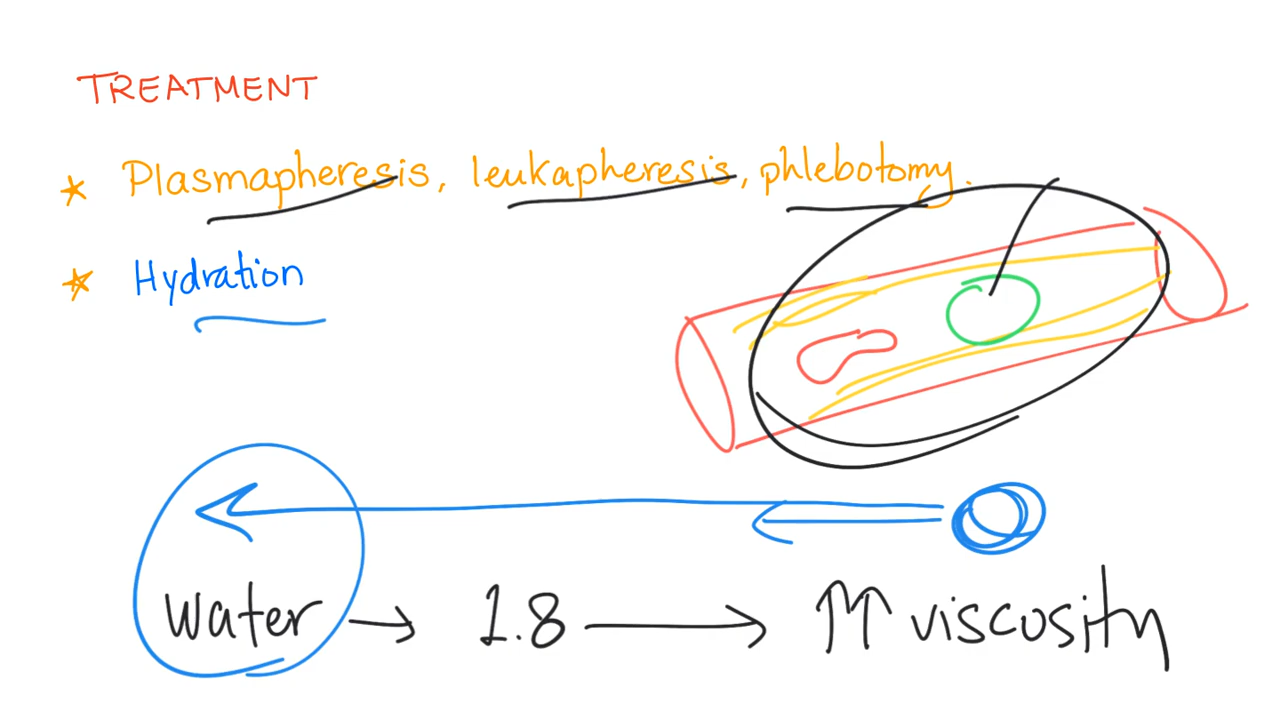 TREATMENT
Plasmapheresis, leukapheresis, phlebotomy.
Hydration
water → 1.8 → ↑↑ viscosity